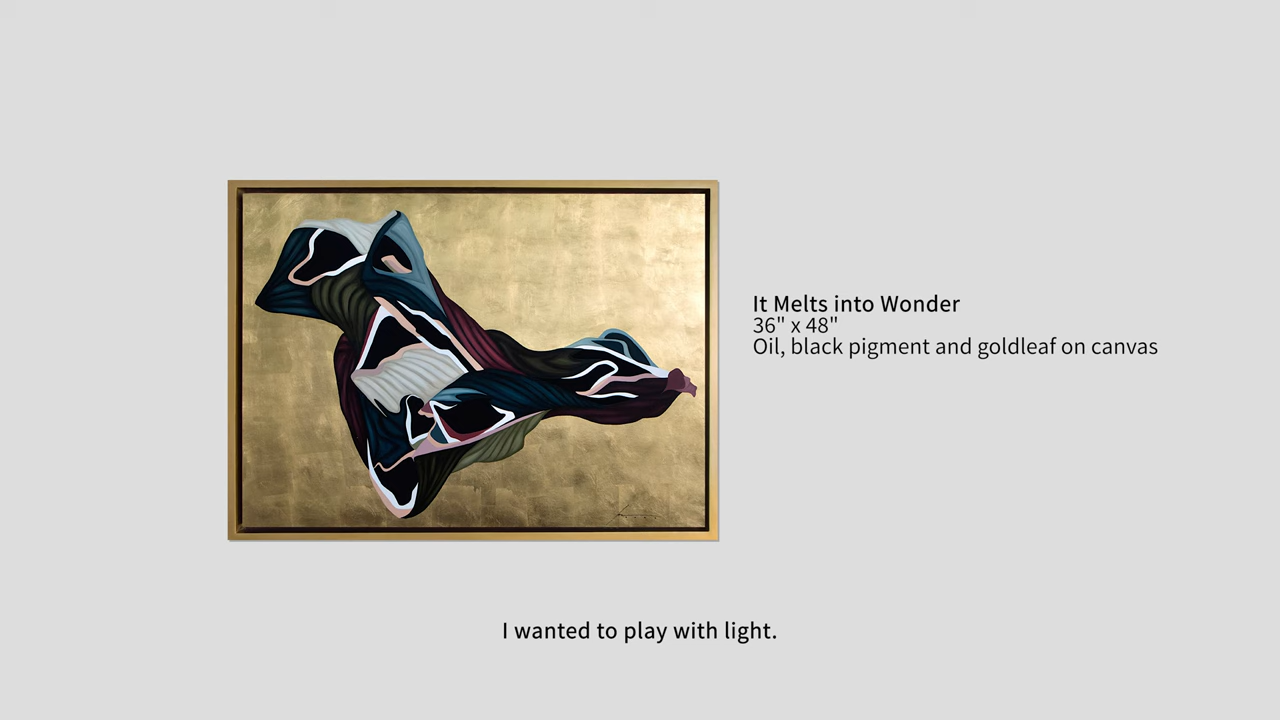 It Melts into Wonder
36" x 48"
Oil, black pigment and goldleaf on canvas
I wanted to play with light.